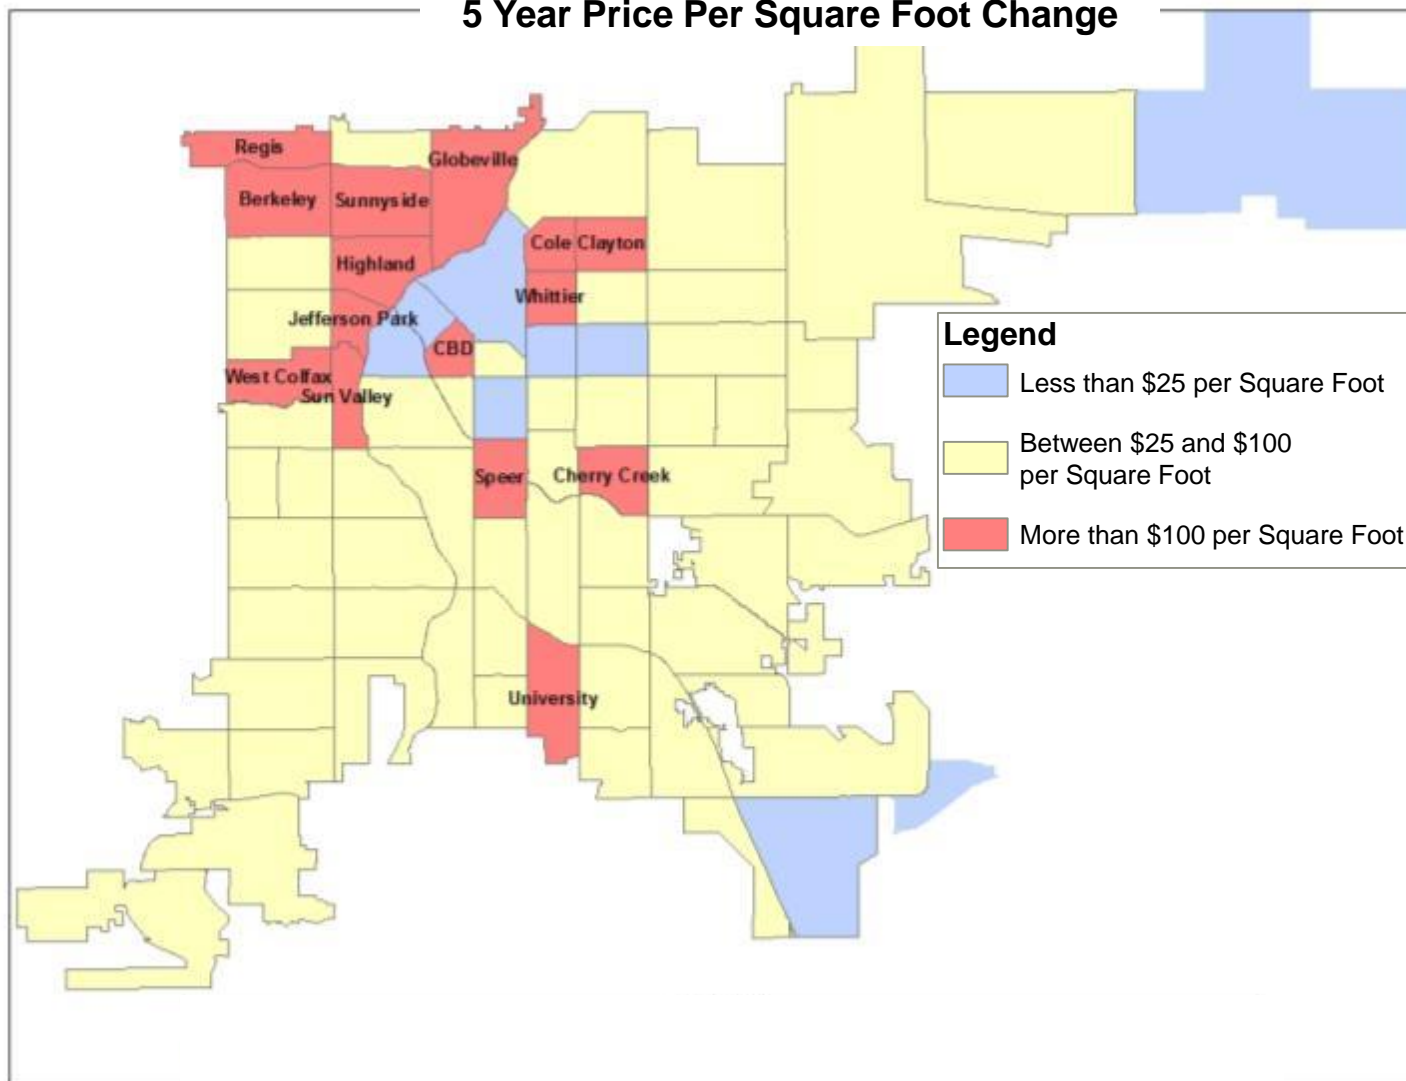 5 Year Price Per Square Foot Change
Regis
Globeville
Berkeley
Sunnyside
Cole
Clayton
Highland
Whittier
Jefferson Park
CBD
West Colfax
Sun Valley
Speer
Cherry Creek
University
Legend
Less than $25 per Square Foot
Between $25 and $100
per Square Foot
More than $100 per Square Foot